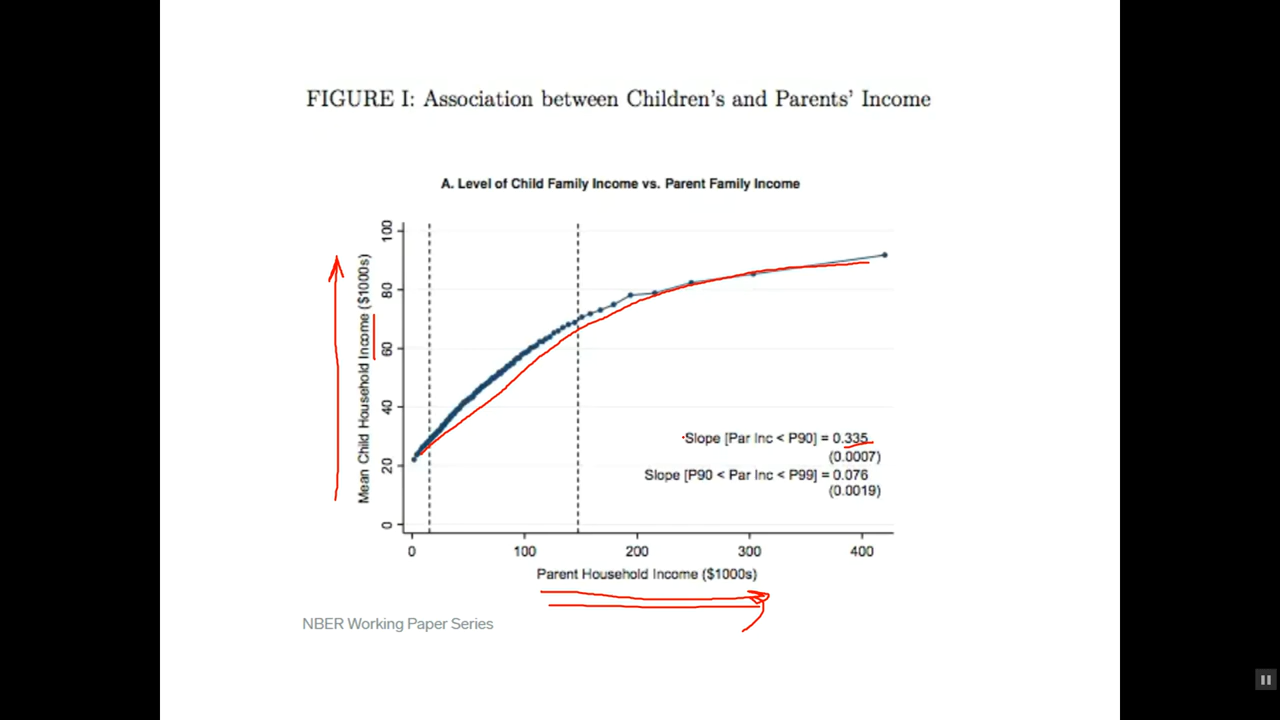 FIGURE I: Association between Children's and Parents' Income
A. Level of Child Family Income vs. Parent Family Income
Mean Child Household Income ($1000s)
100
80
60
40
20
0
Slope [Par Inc < P90] = 0.335
(0.0007)
Slope [P90 < Par Inc < P99] = 0.076
(0.0019)
0 100 200 300 400
Parent Household Income ($1000s)
NBER Working Paper Series